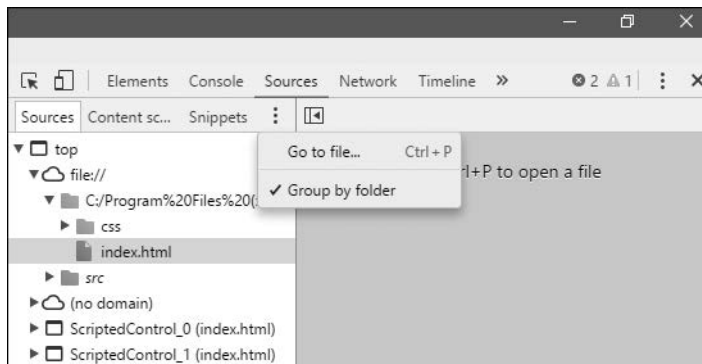 Elements Console Sources Network Timeline » 2 1
Sources Content sc... Snippets
top
Go to file... Ctrl + P
file://
to open a file
C:/Program%20Files%20(
Group by folder
css
index.html
src
(no domain)
ScriptedControl_0 (index.html)
ScriptedControl_1 (index.html)